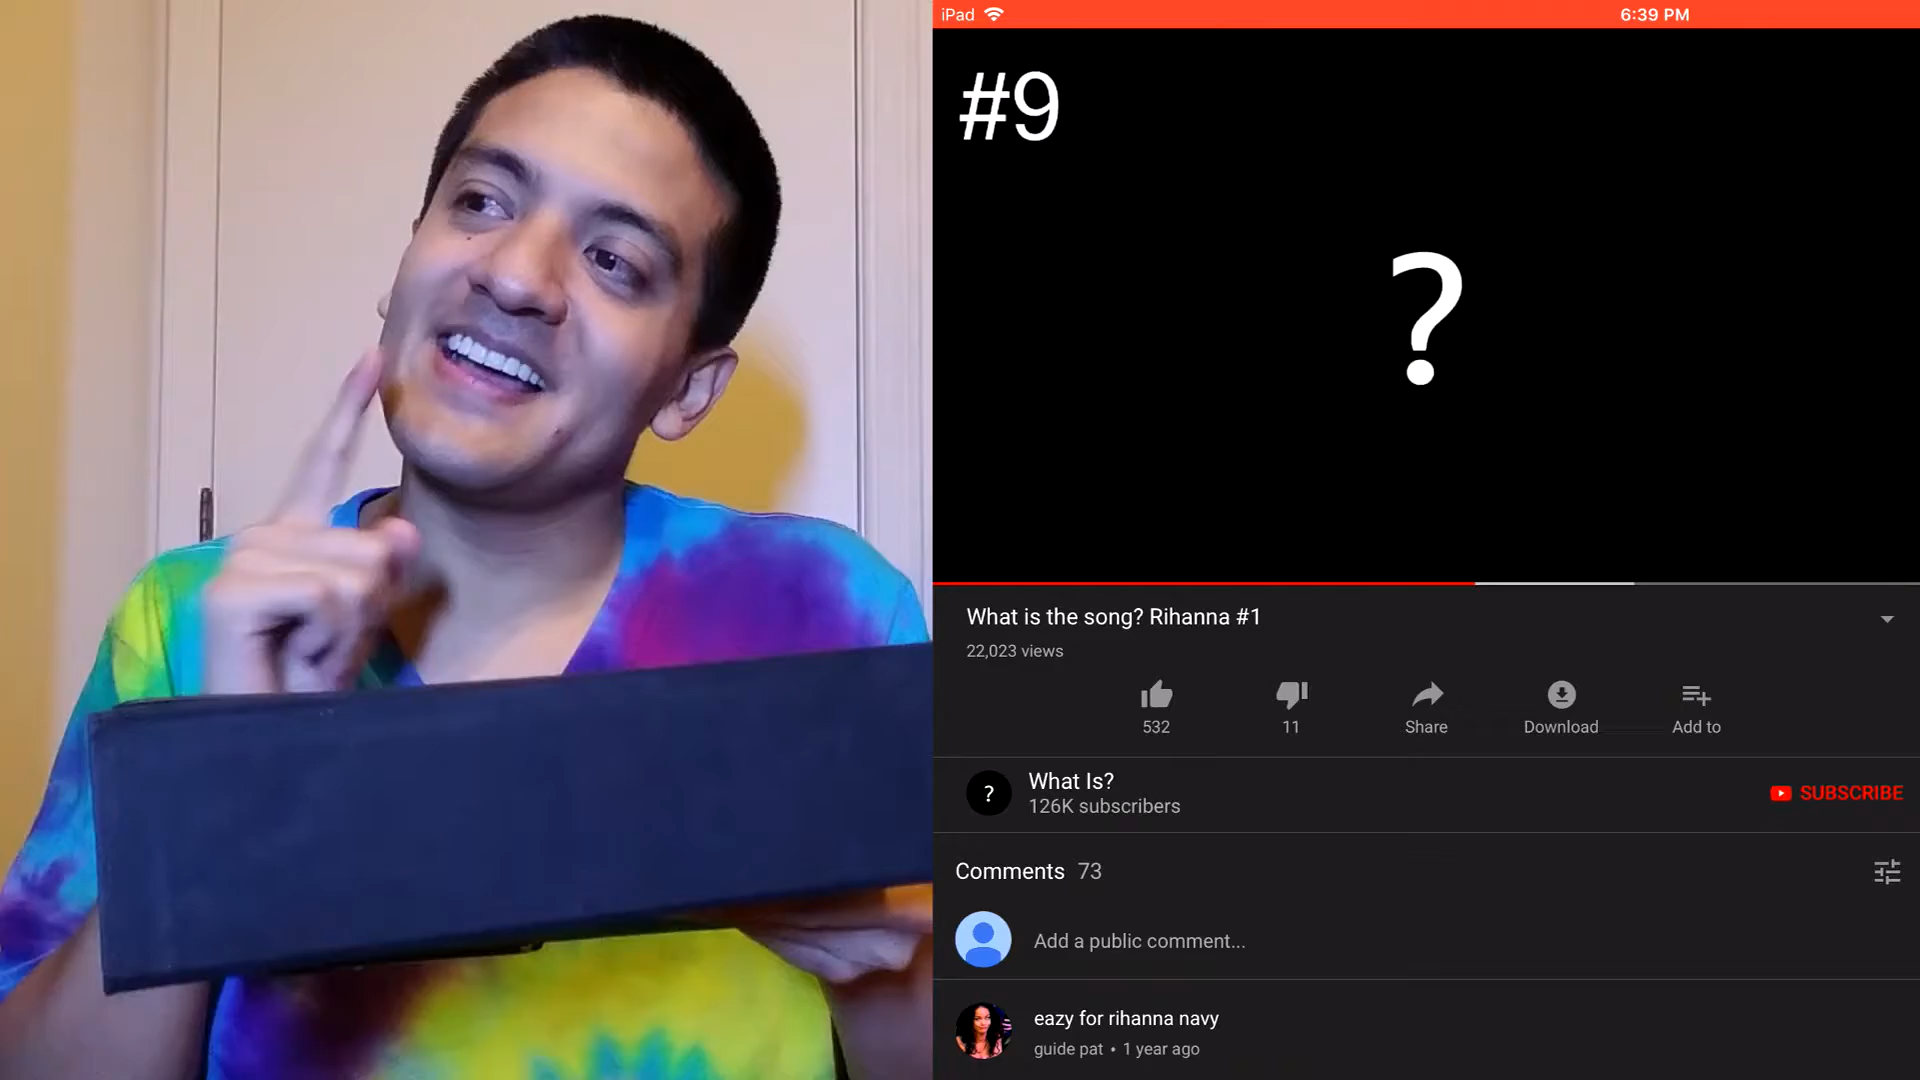 iPad
6:39 PM
#9
?
What is the song? Rihanna #1
22,023 views
532
11
Share
Download
Add to
?
What Is?
126K subscribers
SUBSCRIBE
Comments 73
Add a public comment...
eazy for rihanna navy
guide pat • 1 year ago